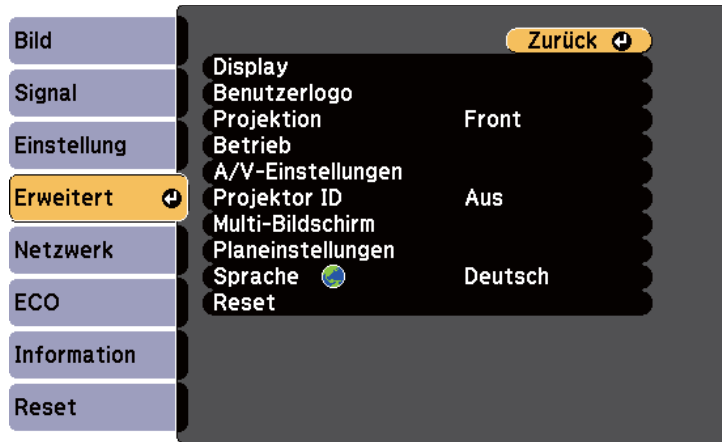 Bild
Signal
Einstellung
Erweitert
Netzwerk
ECO
Information
Reset
Zurück
Display
Benutzerlogo
Projektion Front
Betrieb
A/V-Einstellungen
Projektor ID Aus
Multi-Bildschirm
Planeinstellungen
Sprache Deutsch
Reset